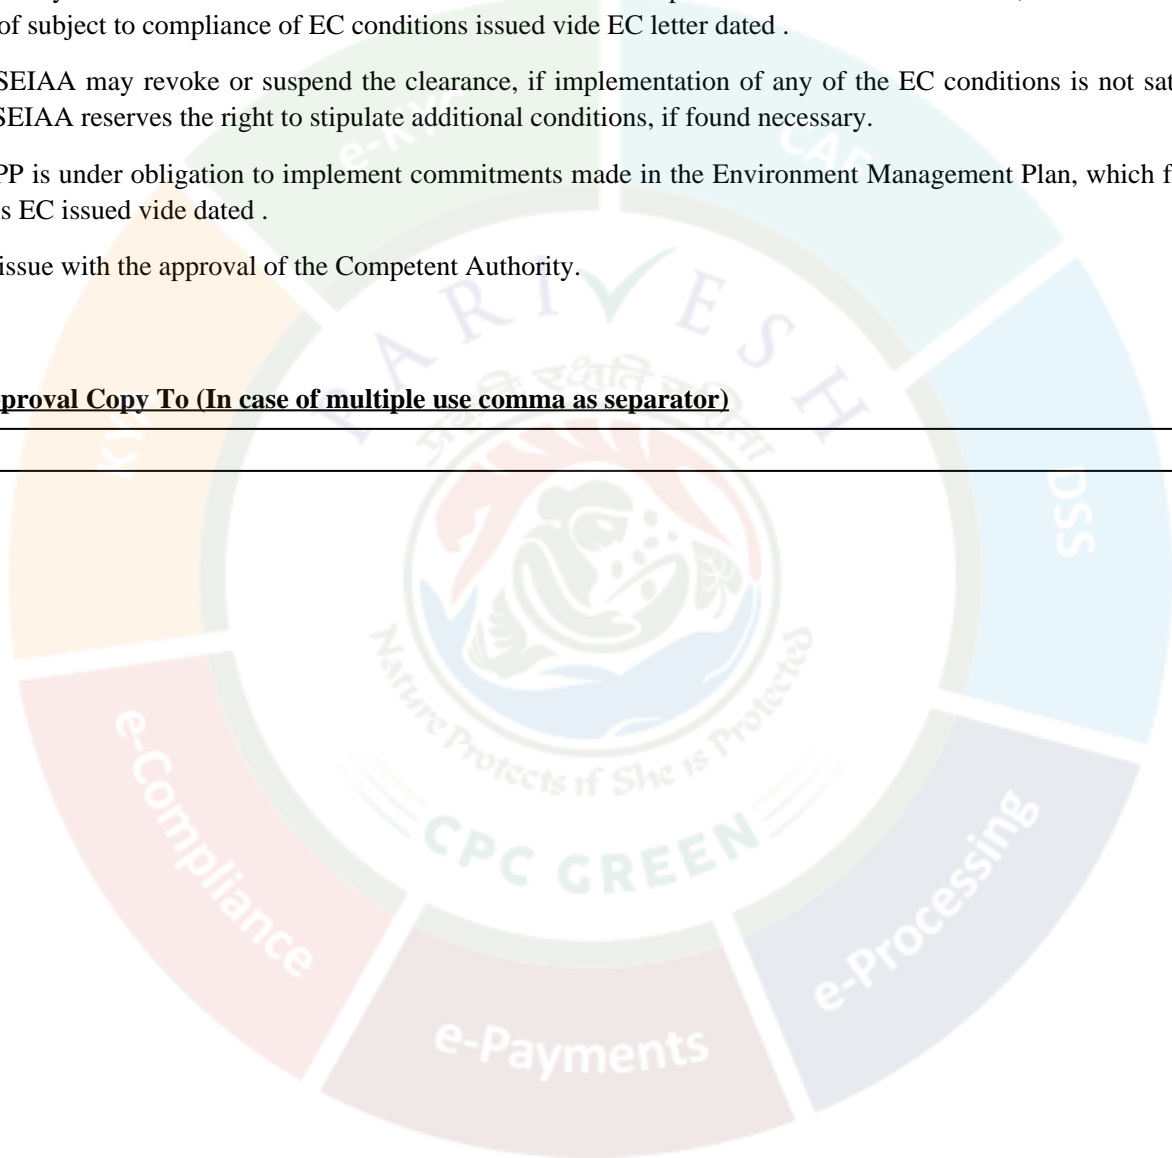 of subject to compliance of EC conditions issued vide EC letter dated .
SEIAA may revoke or suspend the clearance, if implementation of any of the EC conditions is not
SEIAA reserves the right to stipulate additional conditions, if found necessary.
PP is under obligation to implement commitments made in the Environment Management Plan, which
s EC issued vide dated .
issue with the approval of the Competent Authority.
proval Copy To (In case of multiple use comma as separator)
PARIVESH
e-KYC
CAF
KYA
DSS
Nature Protects if She is Protected
CPC GREEN
e-Compliance
e-Processing
e-Payments